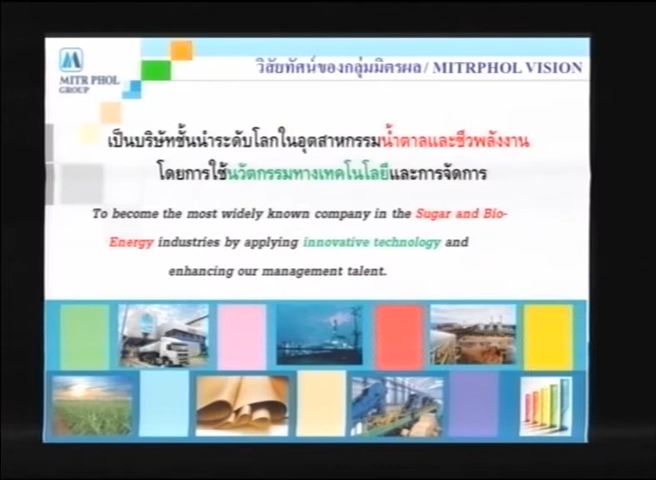 MITR PHOL
GROUP
วิสัยทัศน์ของกลุ่มมิตรผล/ MITRPHOL VISION
เป็นบริษัทชั้นนำระดับโลกในอุตสาหกรรมน้ำตาลและชีวพลังงาน
โดยการใช้นวัตกรรมทางเทคโนโลยีและการจัดการ
To become the most widely known company in the Sugar and Bio-
Energy industries by applying innovative technology and
enhancing our management talent.